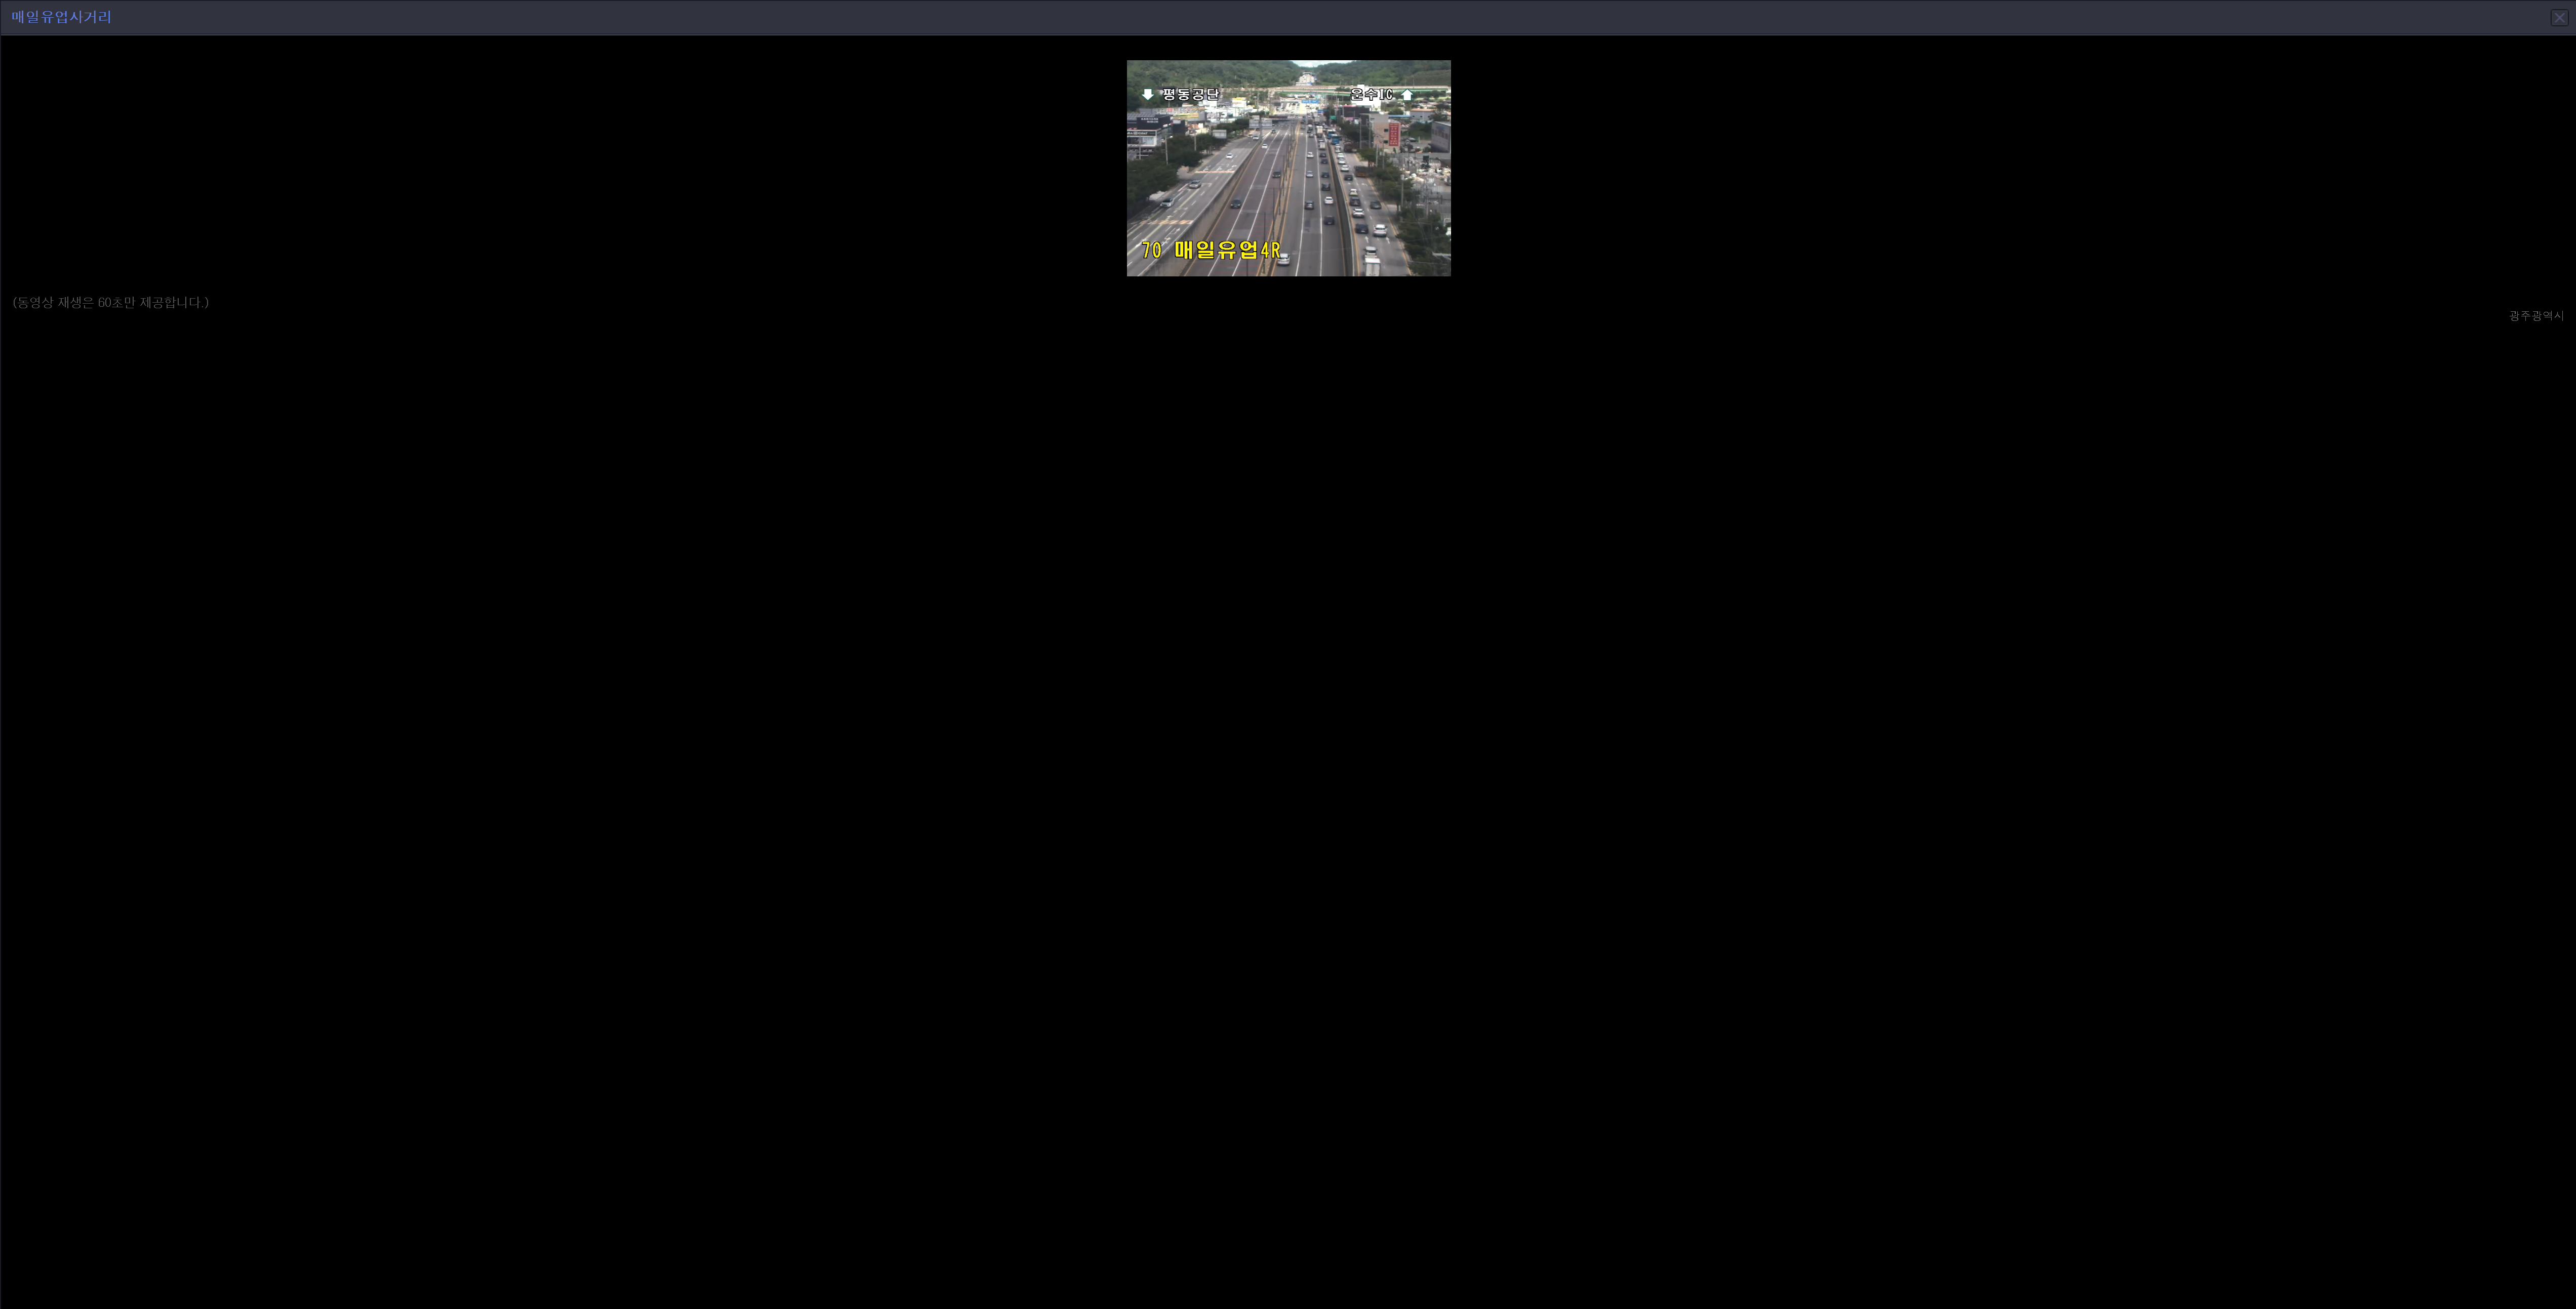 매일유업사거리
⬇ 평동공단
운수IC ⬆
70 매일유업4R
(동영상 재생은 60초만 제공합니다.)
광주광역시